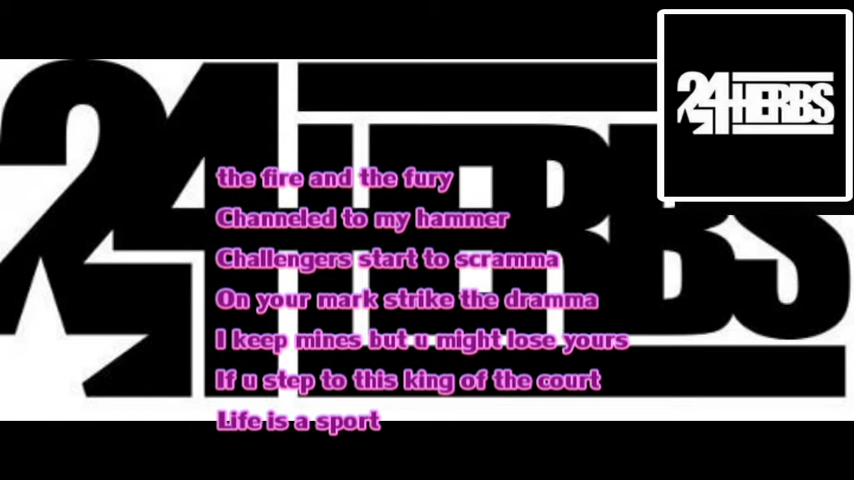 24HERBS
24HERBS
the fire and the fury
Channeled to my hammer
Challengers start to scramma
On your mark strike the dramma
I keep mines but u might lose yours
If u step to this king of the court
Life is a sport